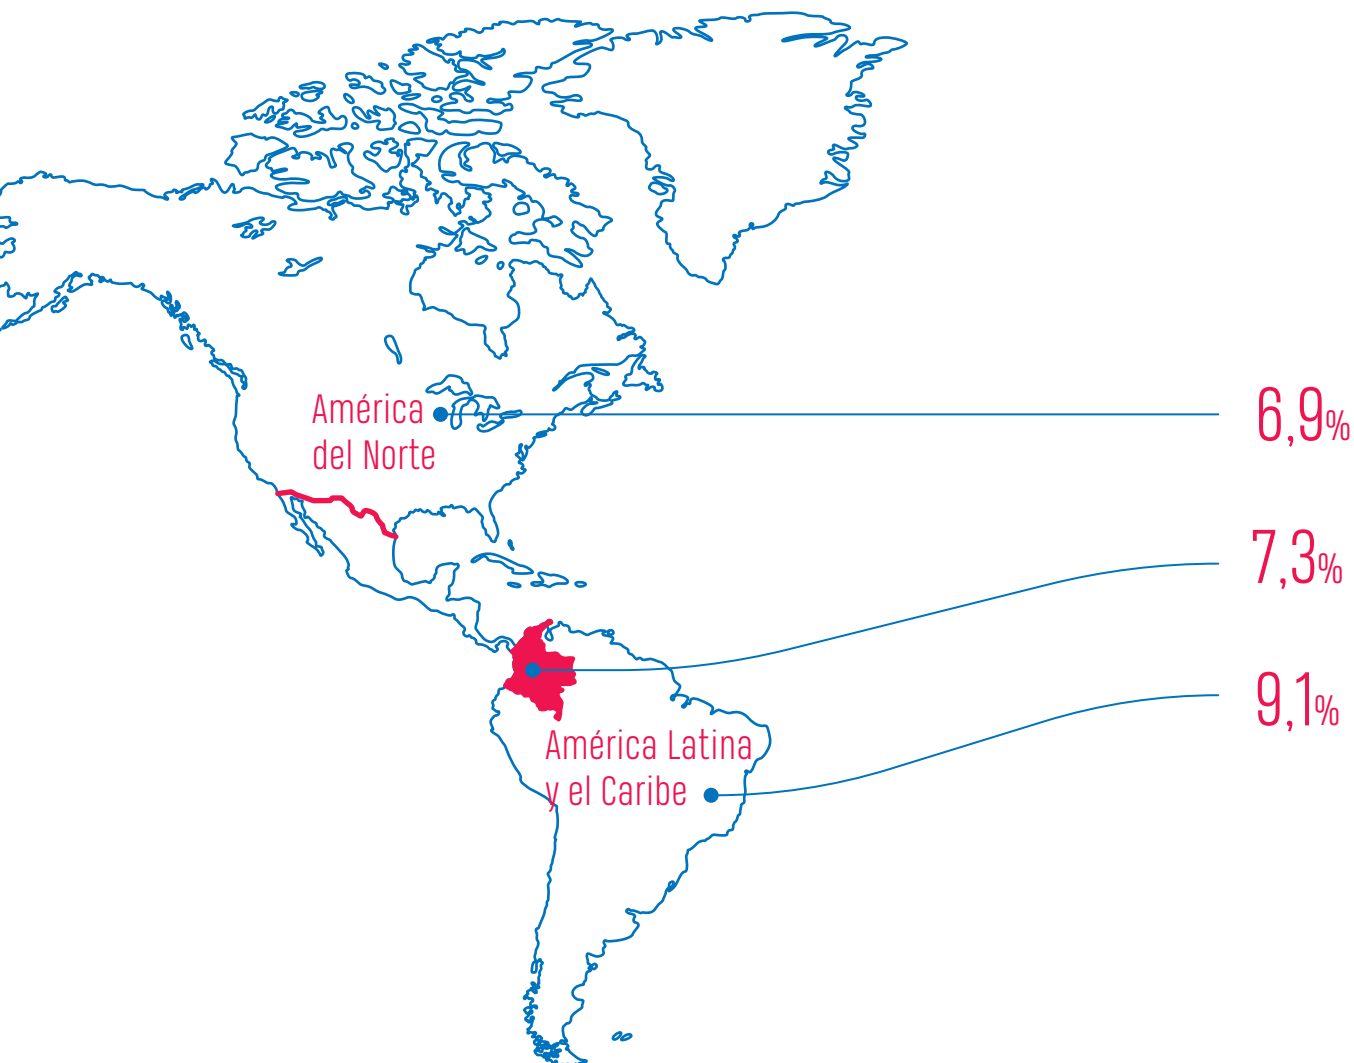 América
del Norte
6,9%
7,3%
9,1%
América Latina
y el Caribe